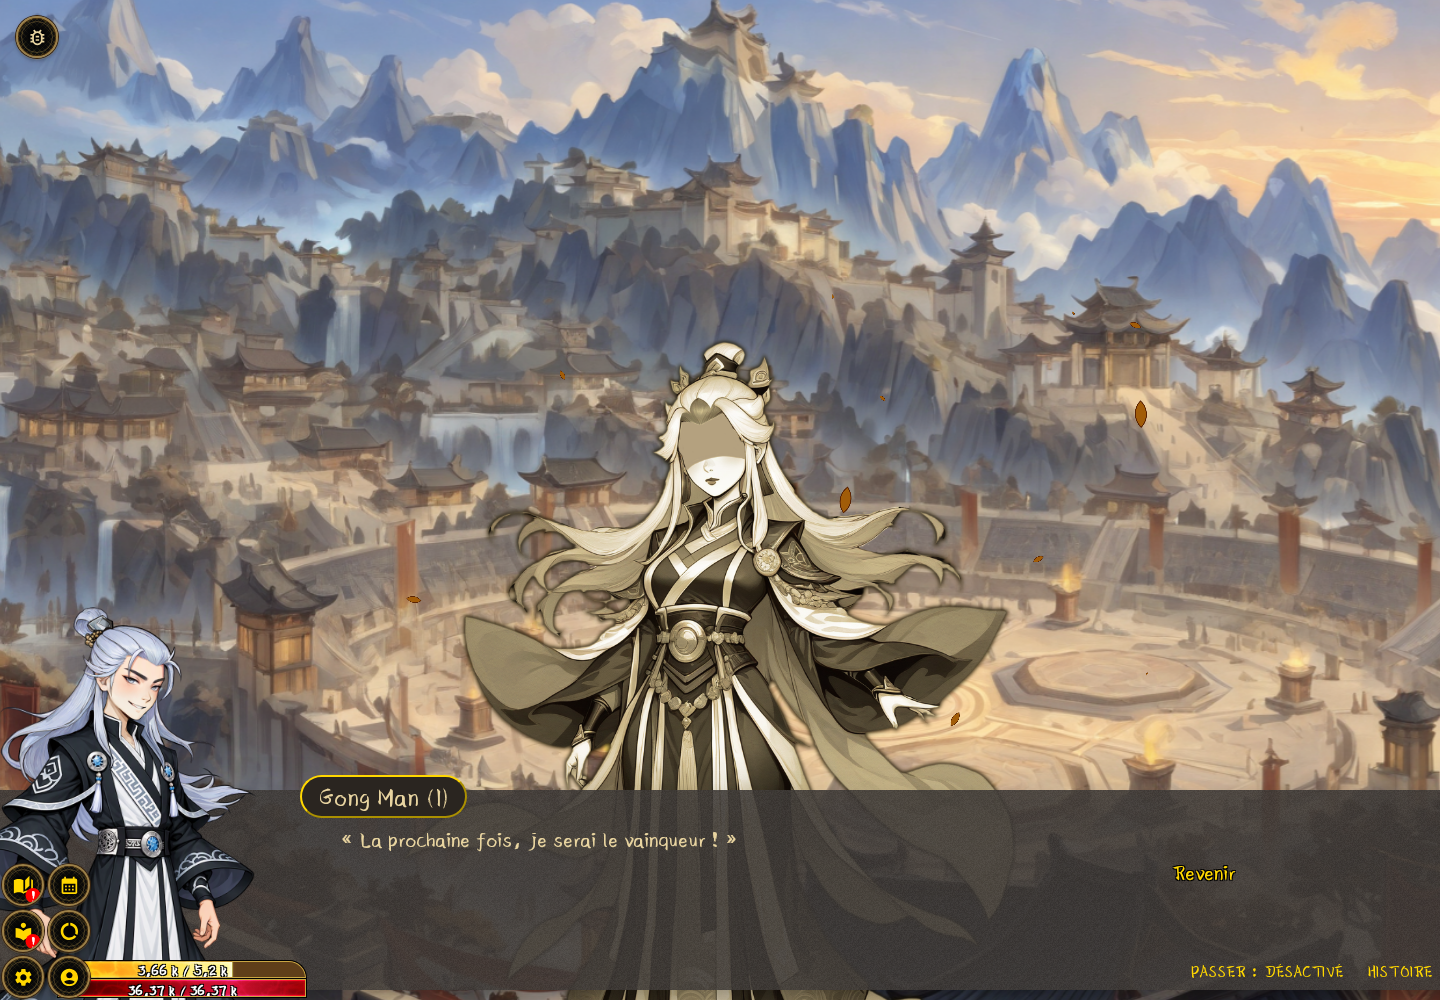 Gong Man (1)
« La prochaine fois, je serai le vainqueur ! »
Revenir
3,66 k / 5,2 k
36,37 k / 36,37 k
PASSER : DÉSACTIVÉ HISTOIRE